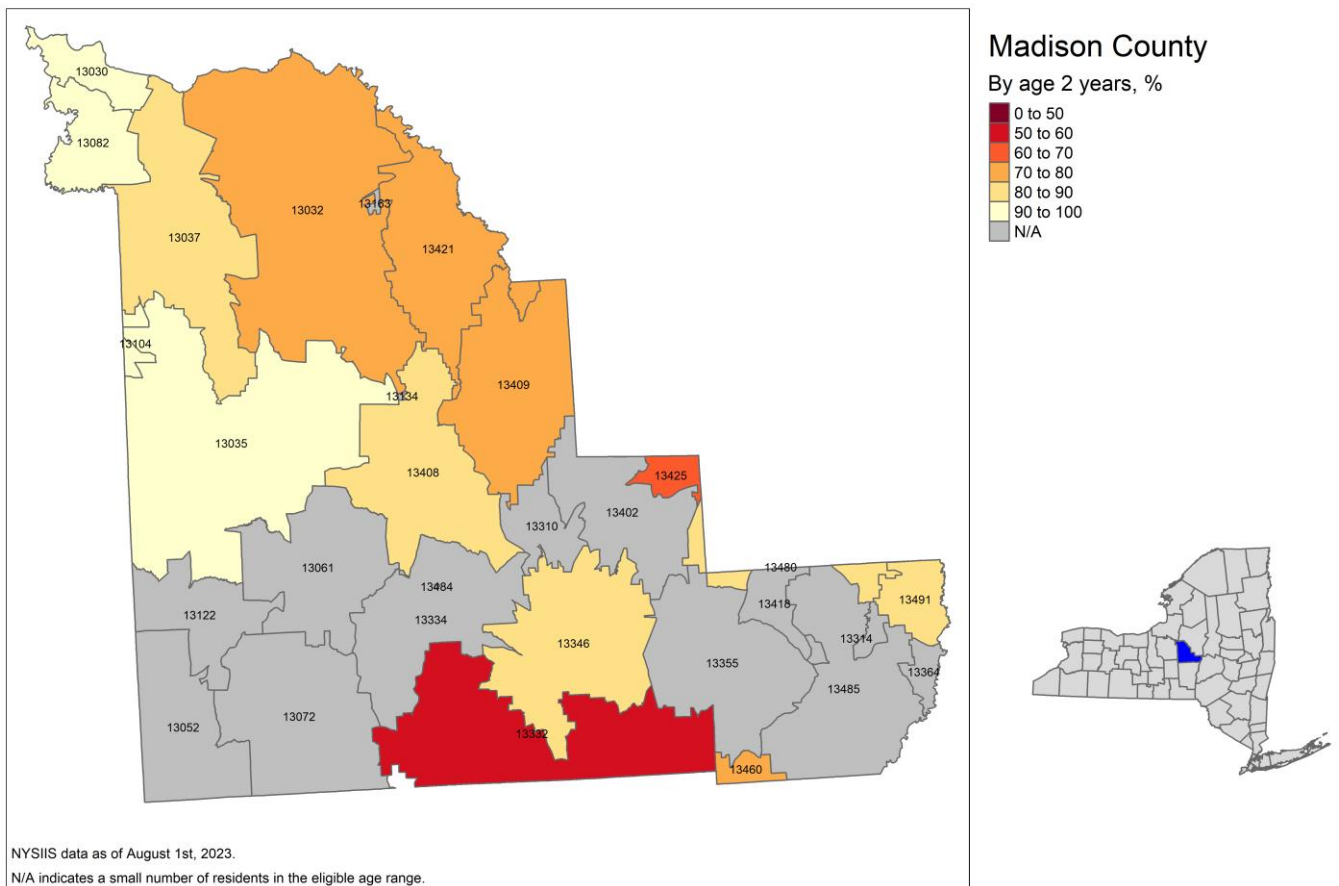 Madison County
By age 2 years, %
0 to 50
50 to 60
60 to 70
70 to 80
80 to 90
90 to 100
N/A
13030
13082
13032
13163
13037
13421
13104
13409
13134
13035
13408
13425
13402
13310
13061
13480
13484
13418
13491
13122
13334
13314
13346
13355
13364
13485
13072
13052
13332
13460
NYSIIS data as of August 1st, 2023.
N/A indicates a small number of residents in the eligible age range.